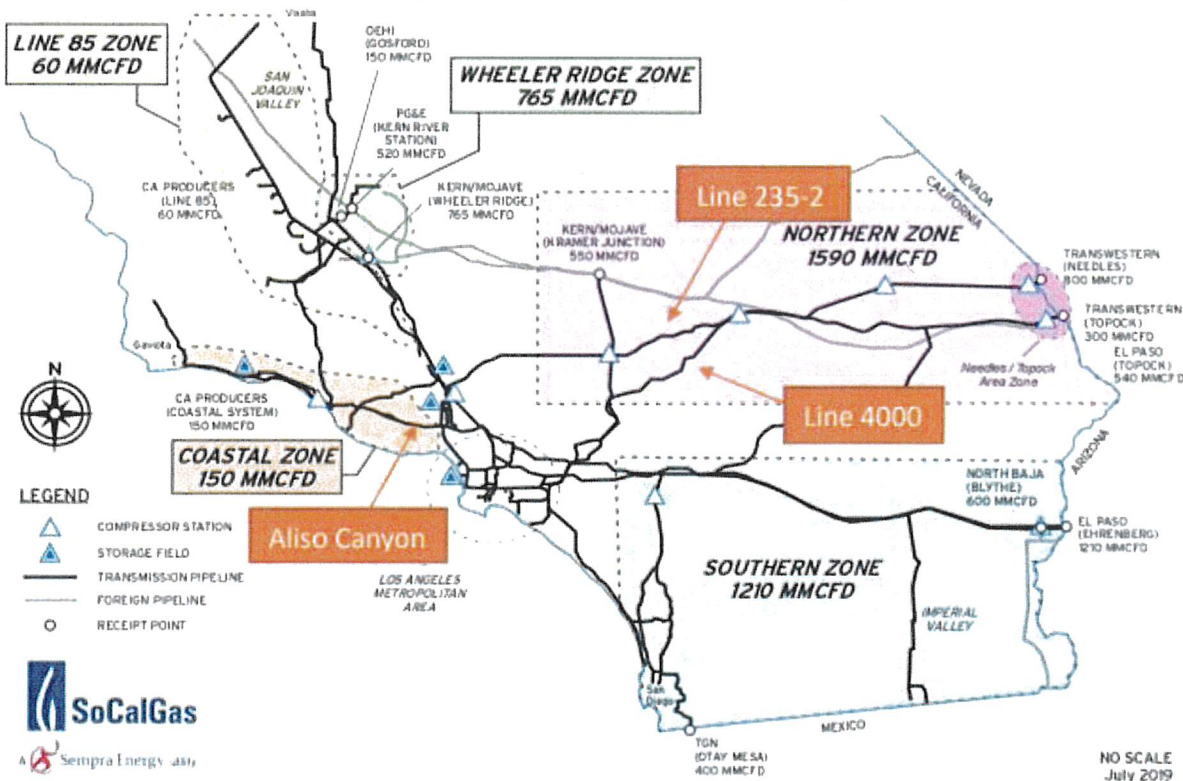 LINE 85 ZONE
60 MMCFD
SAN
JOAQUIN
VALLEY
OEHI
(GOSFORD)
150 MMCFD
WHEELER RIDGE ZONE
765 MMCFD
PG&E
(KERN RIVER
STATION)
520 MMCFD
CA PRODUCERS
(LINE 85)
60 MMCFD
KERN/MOJAVE
(WHEELER RIDGE)
765 MMCFD
Line 235-2
NEVADA
CALIFORNIA
KERN/MOJAVE
(KRAMER JUNCTION)
550 MMCFD
NORTHERN ZONE
1590 MMCFD
TRANSWESTERN
(NEEDLES)
800 MMCFD
TRANSWESTERN
(TOPOCK)
300 MMCFD
EL PASO
(TOPOCK)
540 MMCFD
Needles / Topock
Area Zone
Gaviota
N
CA PRODUCERS
(COASTAL SYSTEM)
150 MMCFD
Line 4000
COASTAL ZONE
150 MMCFD
ARIZONA
NORTH BAJA
(BLYTHE)
600 MMCFD
LEGEND
COMPRESSOR STATION
STORAGE FIELD
TRANSMISSION PIPELINE
FOREIGN PIPELINE
RECEIPT POINT
Aliso Canyon
EL PASO
(EHRENBERG)
1210 MMCFD
LOS ANGELES
METROPOLITAN
AREA
SOUTHERN ZONE
1210 MMCFD
IMPERIAL
VALLEY
San
Diego
MEXICO
SoCalGas
A Sempra Energy utility
TGN
(OTAY MESA)
400 MMCFD
NO SCALE
July 2019